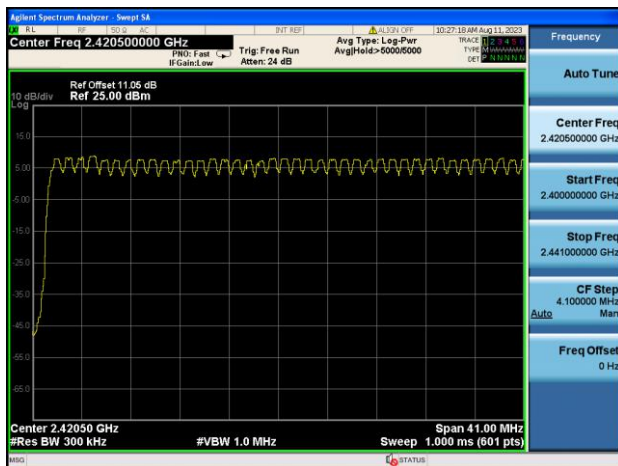 Agilent Spectrum Analyzer - Swept SA
RL RF 50 Ω AC INT REF ALIGN OFF 10:27:18 AM Aug 11, 2023
Center Freq 2.420500000 GHz
PNO: Fast
IFGain:Low
Trig: Free Run
Atten: 24 dB
Avg Type: Log-Pwr
Avg|Hold:>5000/5000
TRACE 1 2 3 4 5 6
TYPE M
DET P N N N N N
Ref Offset 11.05 dB
10 dB/div Ref 25.00 dBm
Log
15.0
5.00
-5.00
-15.0
-25.0
-35.0
-45.0
-55.0
-65.0
Center 2.42050 GHz Span 41.00 MHz
#Res BW 300 kHz #VBW 1.0 MHz Sweep 1.000 ms (601 pts)
MSG STATUS
Frequency
Auto Tune
Center Freq
2.420500000 GHz
Start Freq
2.400000000 GHz
Stop Freq
2.441000000 GHz
CF Step
4.100000 MHz
Auto Man
Freq Offset
0 Hz